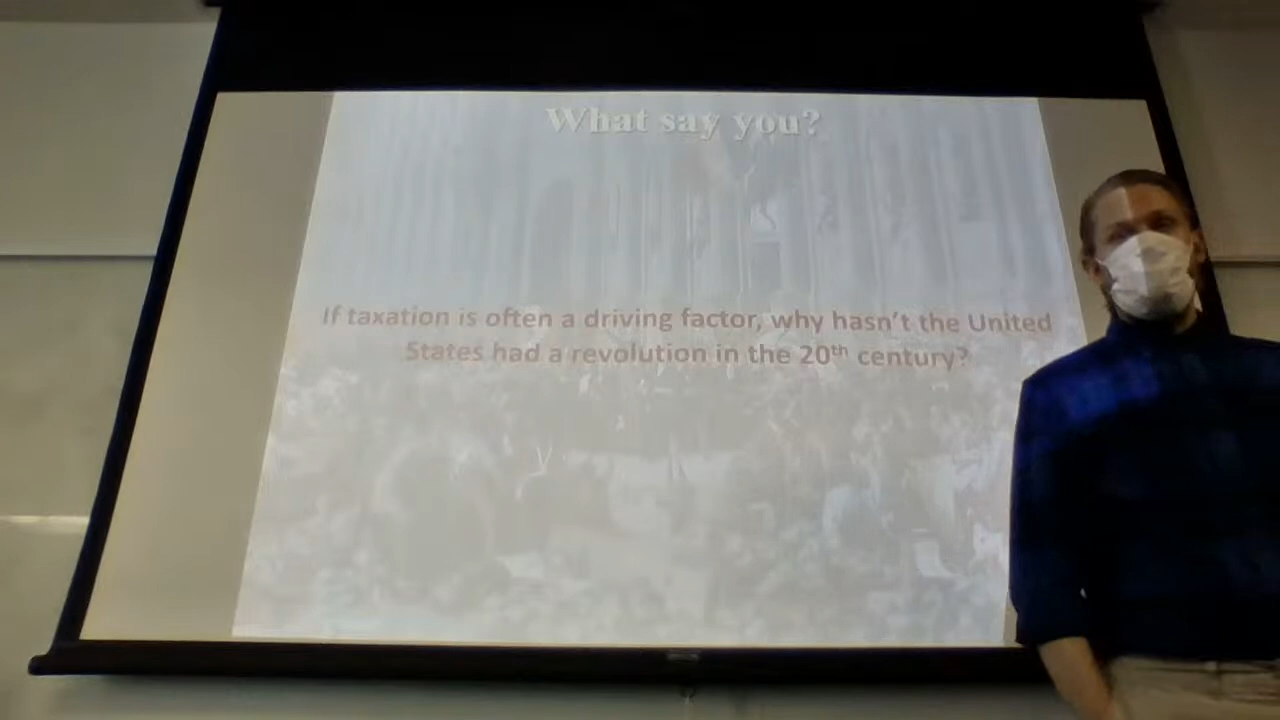 What say you?
If taxation is often a driving factor, why hasn't the United
States had a revolution in the 20th century?